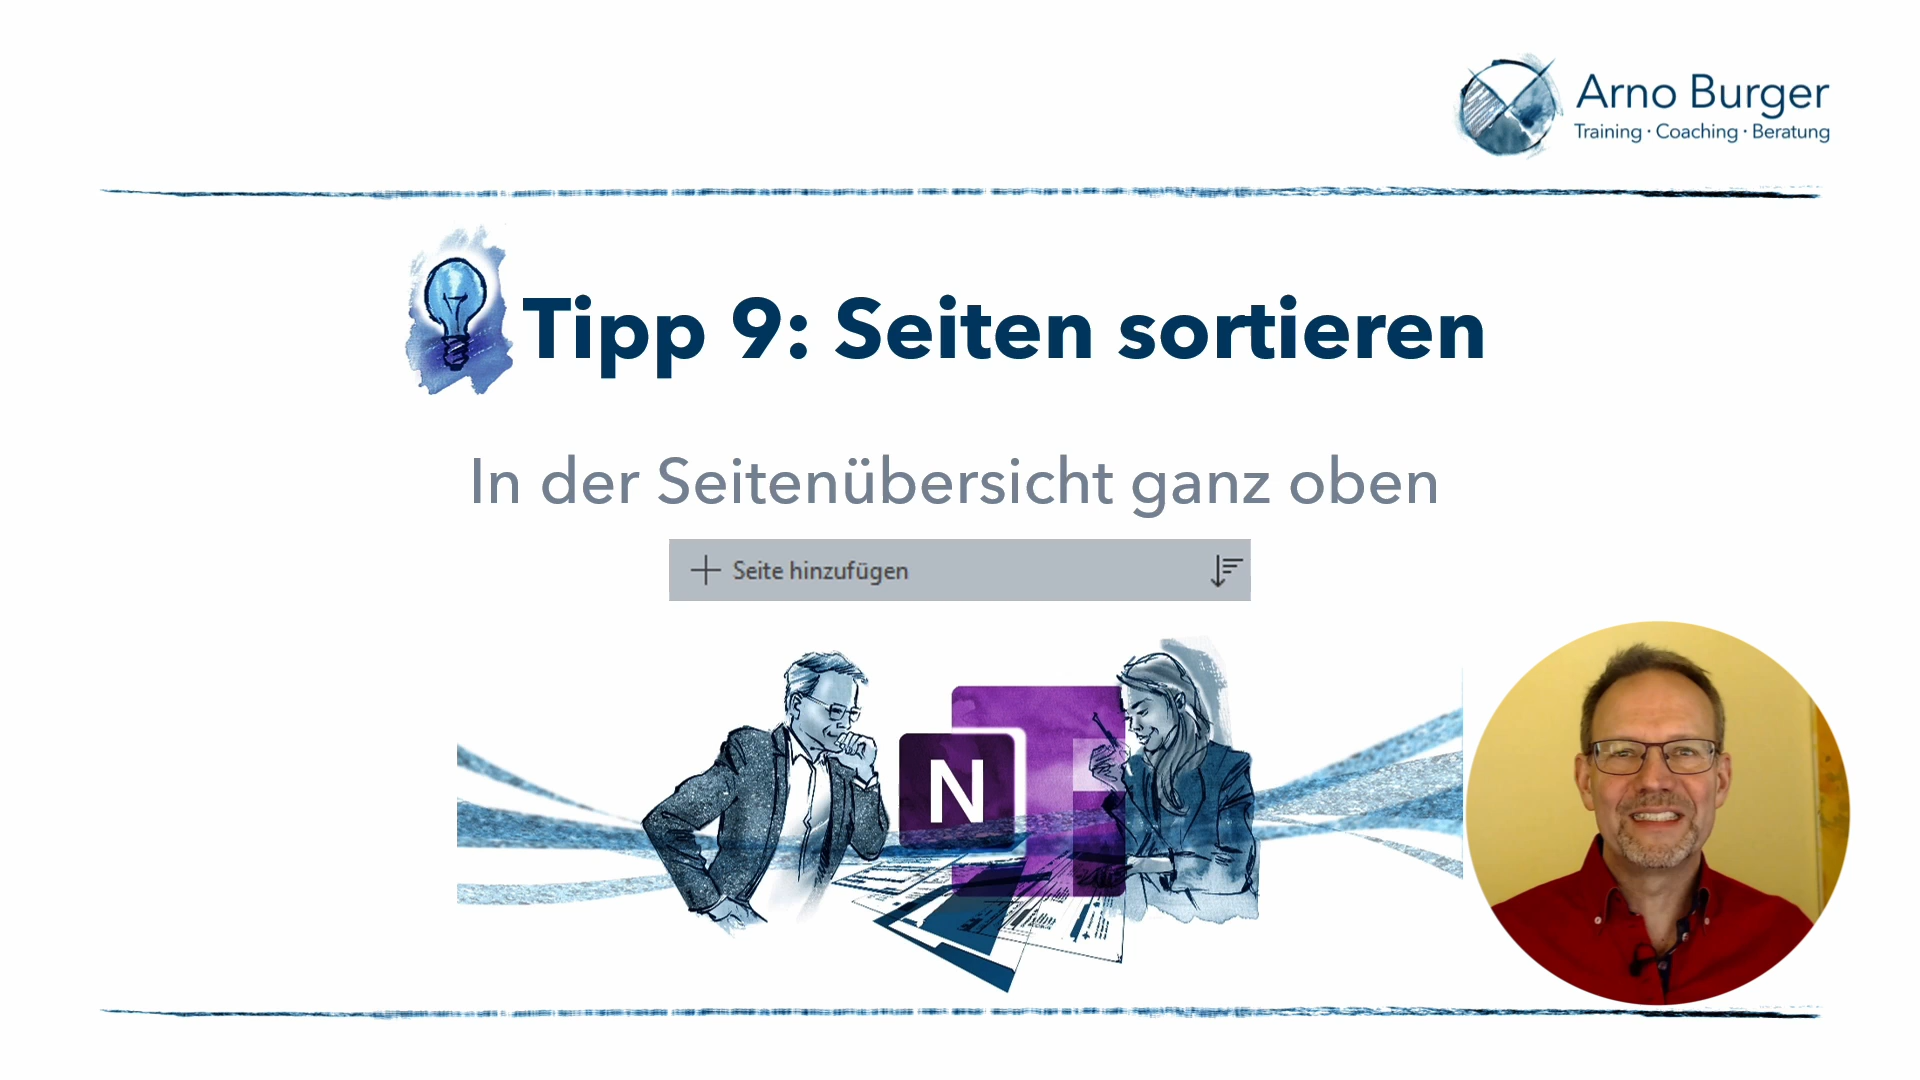 Arno Burger
Training · Coaching · Beratung
Tipp 9: Seiten sortieren
In der Seitenübersicht ganz oben
Seite hinzufügen
N